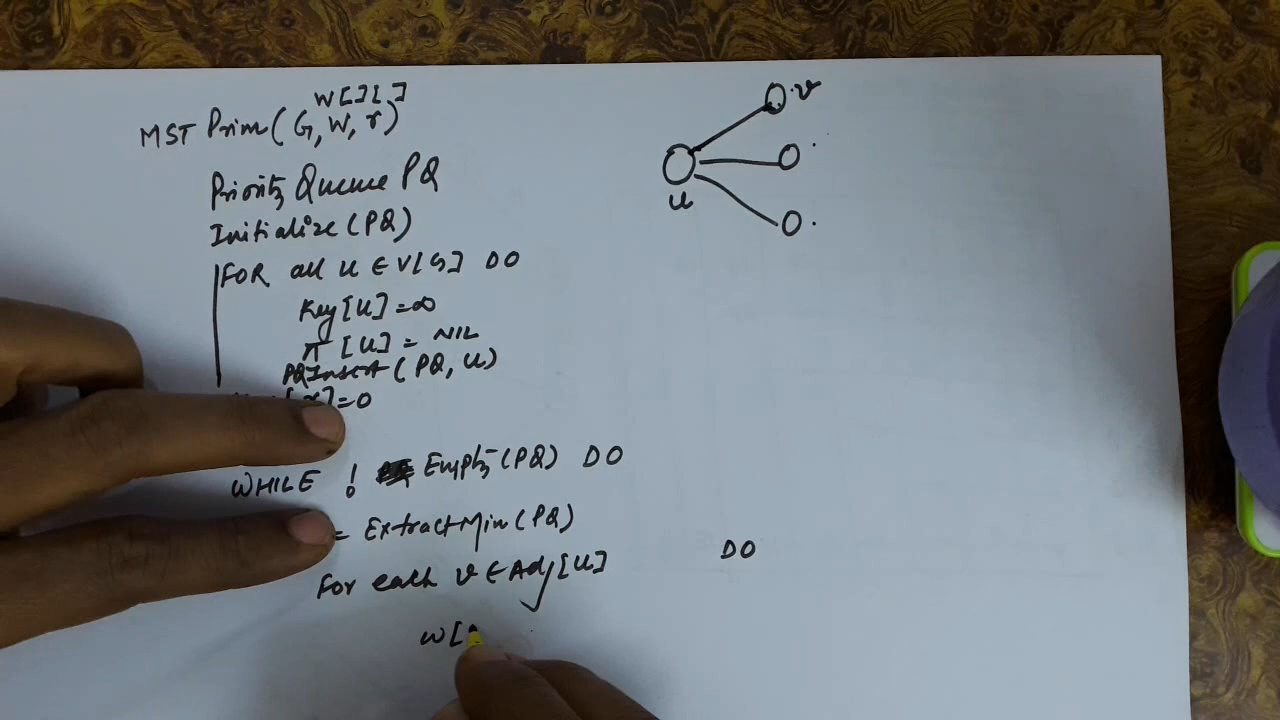 W[][]
MST Prim(G, W, r)
Priority Queue PQ
Initialize(PQ)
FOR all u ∈ V[G] DO
Key[u]=∞
π[u] = NIL
PQInsert(PQ, u)
=0
WHILE ! Empty(PQ) DO
= ExtractMin(PQ)
For each v ∈ Adj[u] DO
W[
v
u